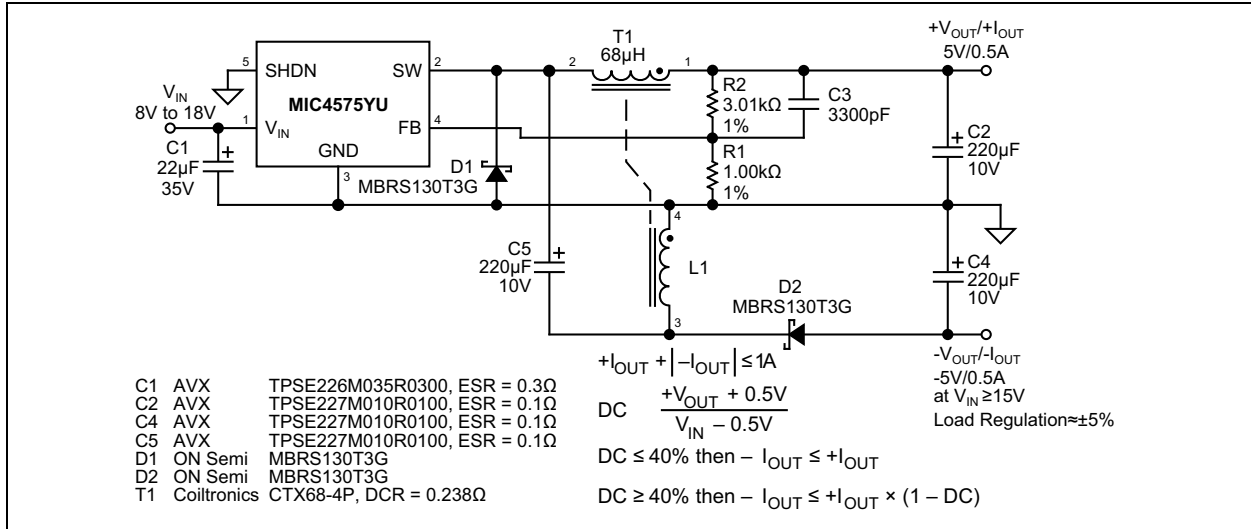 T1
68µH
+VOUT/+IOUT
5V/0.5A
5 SHDN SW 2
2 1
MIC4575YU
VIN
8V to 18V
1 VIN FB 4
GND
3
C1
22µF
35V
+
D1
MBRS130T3G
R2
3.01kΩ
1%
C3
3300pF
R1
1.00kΩ
1%
+ C2
220µF
10V
4
C5
220µF
10V
+
L1
3
D2
MBRS130T3G
+ C4
220µF
10V
-VOUT/-IOUT
-5V/0.5A
at VIN ≥15V
Load Regulation≈±5%
+IOUT + |–IOUT| ≤ 1A
DC +VOUT + 0.5V
VIN – 0.5V
DC ≤ 40% then – IOUT ≤ +IOUT
DC ≥ 40% then – IOUT ≤ +IOUT × (1 – DC)
C1 AVX TPSE226M035R0300, ESR = 0.3Ω
C2 AVX TPSE227M010R0100, ESR = 0.1Ω
C4 AVX TPSE227M010R0100, ESR = 0.1Ω
C5 AVX TPSE227M010R0100, ESR = 0.1Ω
D1 ON Semi MBRS130T3G
D2 ON Semi MBRS130T3G
T1 Coiltronics CTX68-4P, DCR = 0.238Ω